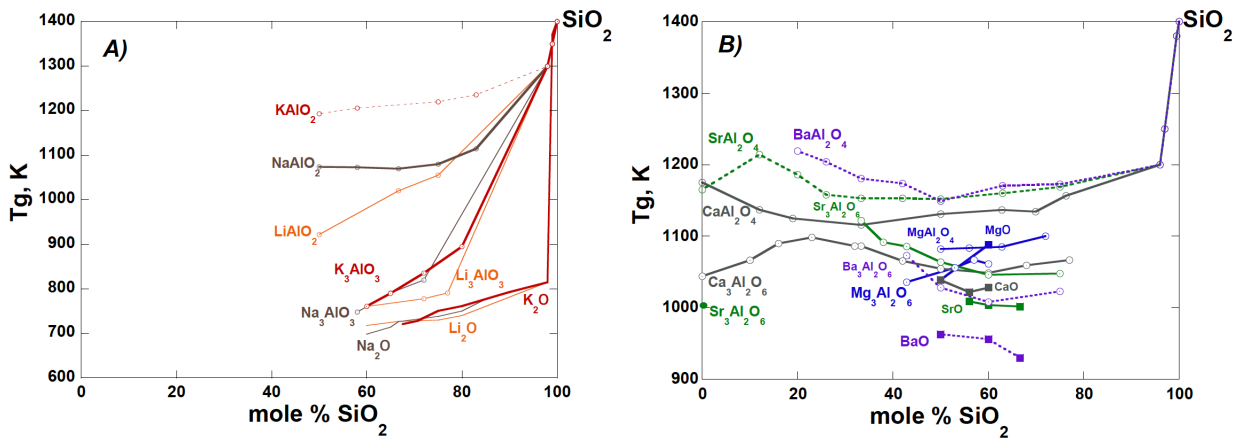 A)
SiO2
1400
1300
1200
1100
1000
900
800
700
600
Tg, K
KAlO2
NaAlO2
LiAlO2
K3AlO3
Li3AlO3
Na3AlO3
K2O
Li2O
Na2O
0
20
40
60
80
100
mole % SiO2
B)
SiO2
1400
1300
1200
1100
1000
900
Tg, K
SrAl2O4
BaAl2O4
Sr3Al2O6
CaAl2O4
MgAl2O4
MgO
Ba3Al2O6
Ca3Al2O6
Mg3Al2O6
CaO
Sr3Al2O6
SrO
BaO
0
20
40
60
80
100
mole % SiO2